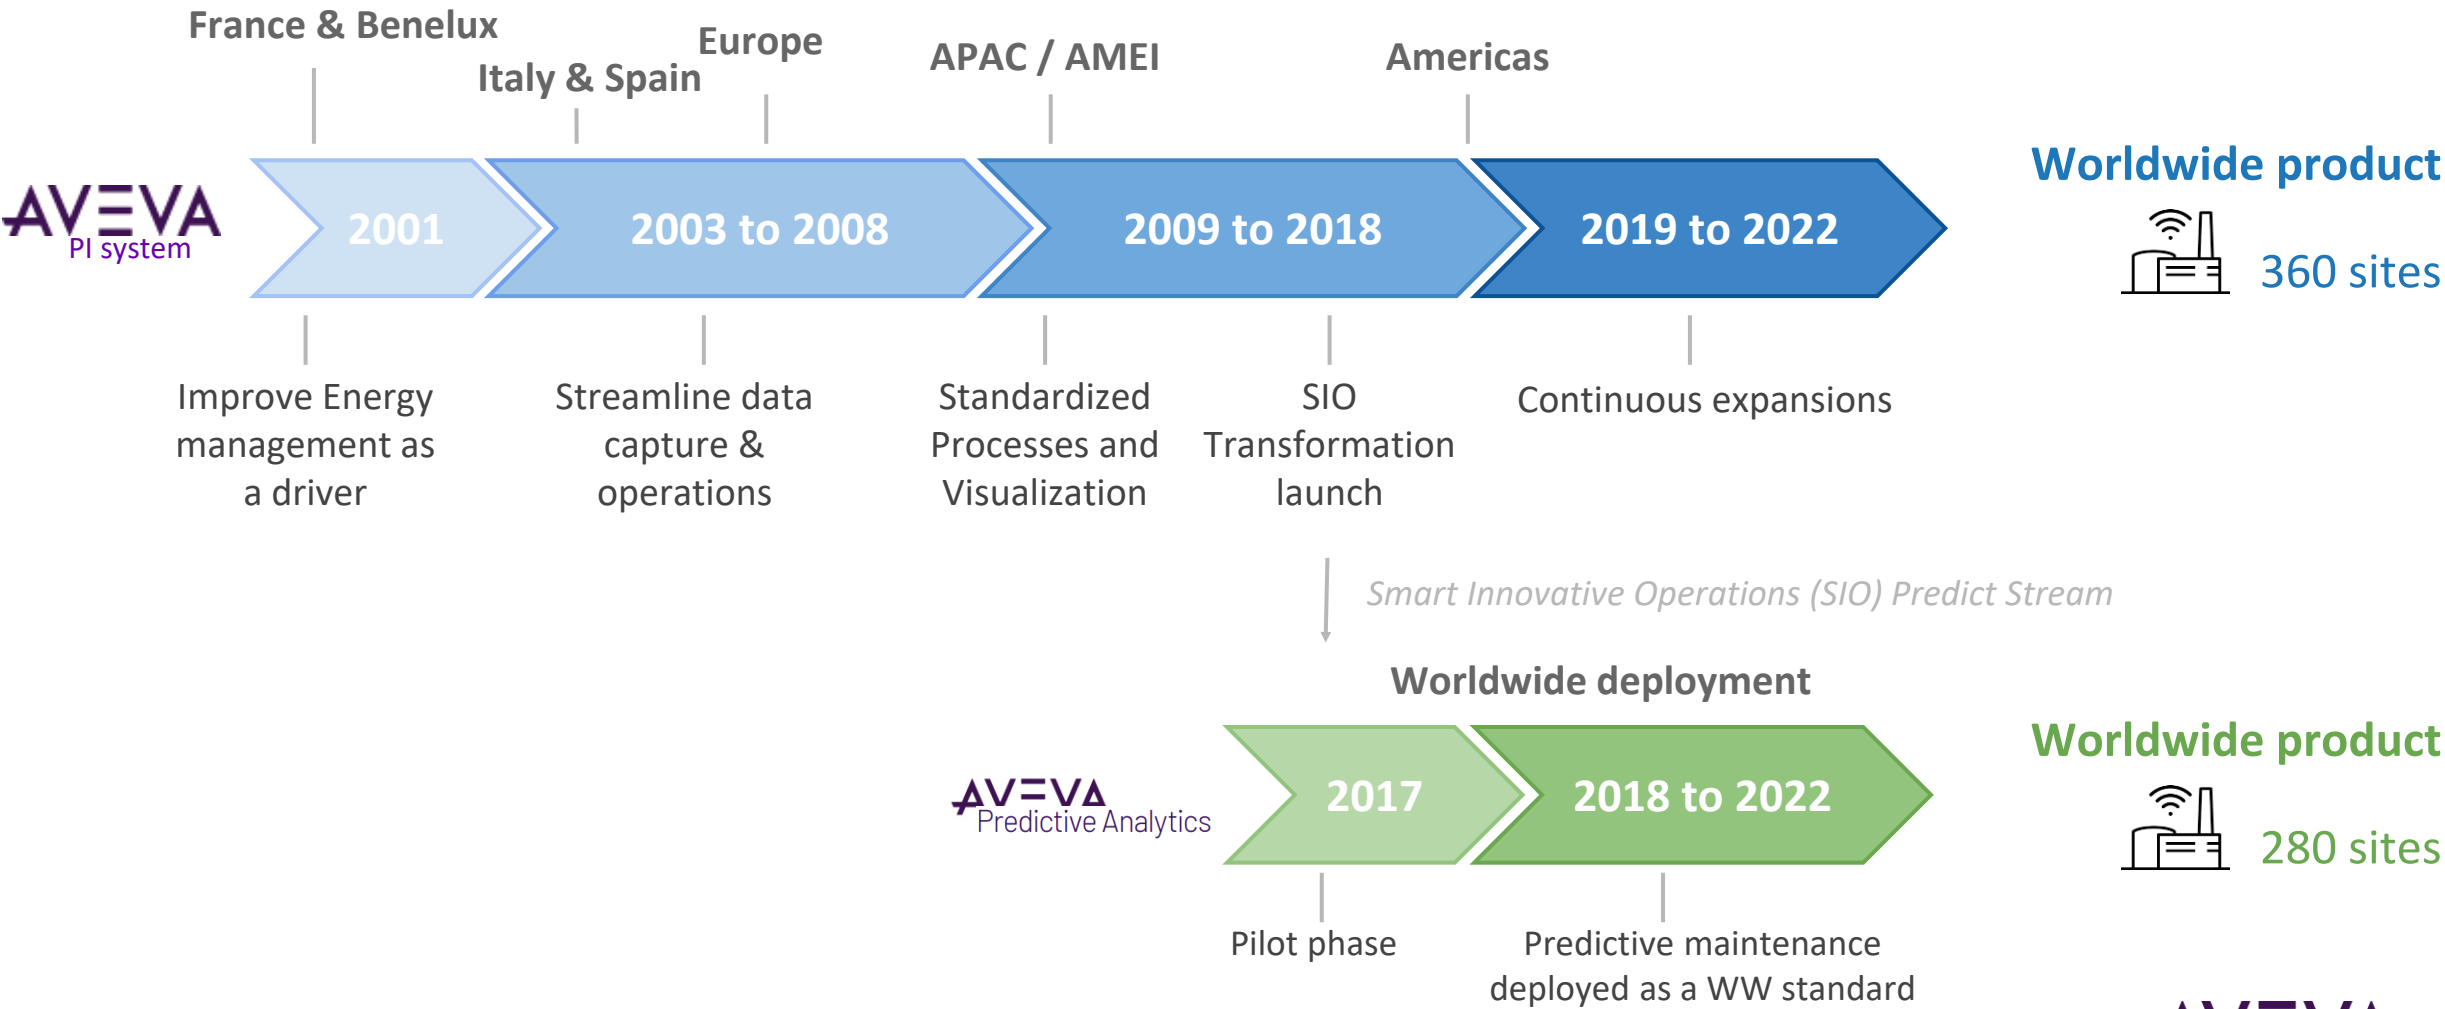 France & Benelux
Italy & Spain
Europe
APAC / AMEI
Americas
AVEVA
PI system
2001
2003 to 2008
2009 to 2018
2019 to 2022
Worldwide product
360 sites
Improve Energy
management as
a driver
Streamline data
capture &
operations
Standardized
Processes and
Visualization
SIO
Transformation
launch
Continuous expansions
Smart Innovative Operations (SIO) Predict Stream
Worldwide deployment
AVEVA
Predictive Analytics
2017
2018 to 2022
Worldwide product
280 sites
Pilot phase
Predictive maintenance
deployed as a WW standard